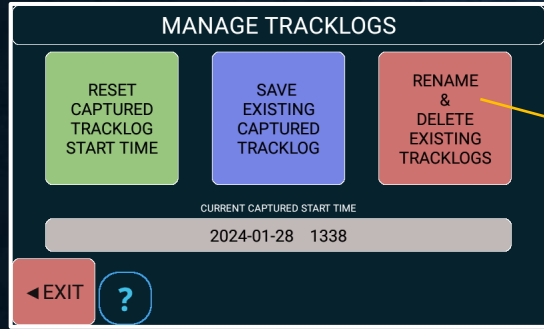 MANAGE TRACKLOGS
RESET
CAPTURED
TRACKLOG
START TIME
SAVE
EXISTING
CAPTURED
TRACKLOG
RENAME
&
DELETE
EXISTING
TRACKLOGS
CURRENT CAPTURED START TIME
2024-01-28 1338
◄EXIT
?